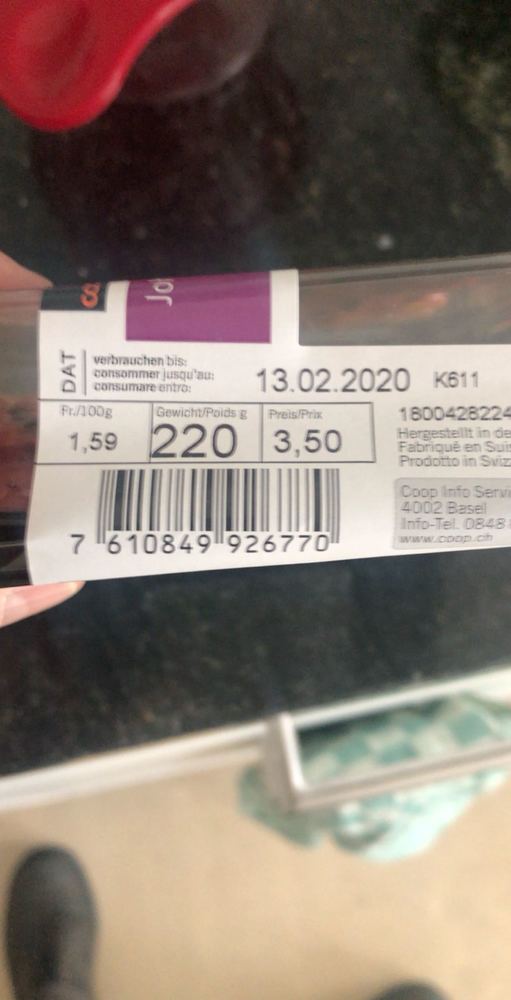 Jo
DAT
verbrauchen bis:
consommer jusqu'au:
consumare entro:
13.02.2020 K611
Fr./100g Gewicht/Poids g Preis/Prix
1,59 220 3,50
1800428224
Hergestellt in de
Fabriqué en Sui
Prodotto in Sviz
Coop Info Servi
4002 Basel
Info-Tel. 0848
www.coop.ch
7 610849 926770